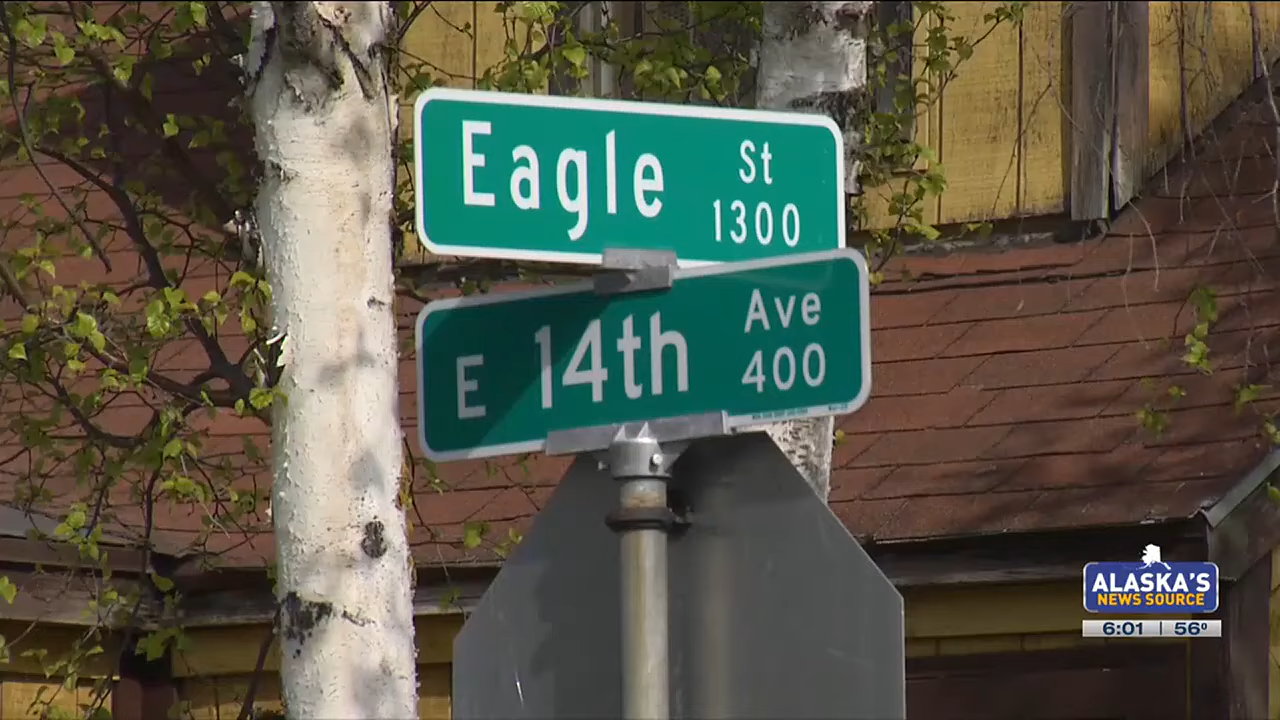 Eagle St
1300
E 14th Ave
400
ALASKA'S
NEWS SOURCE
6:01 | 56°